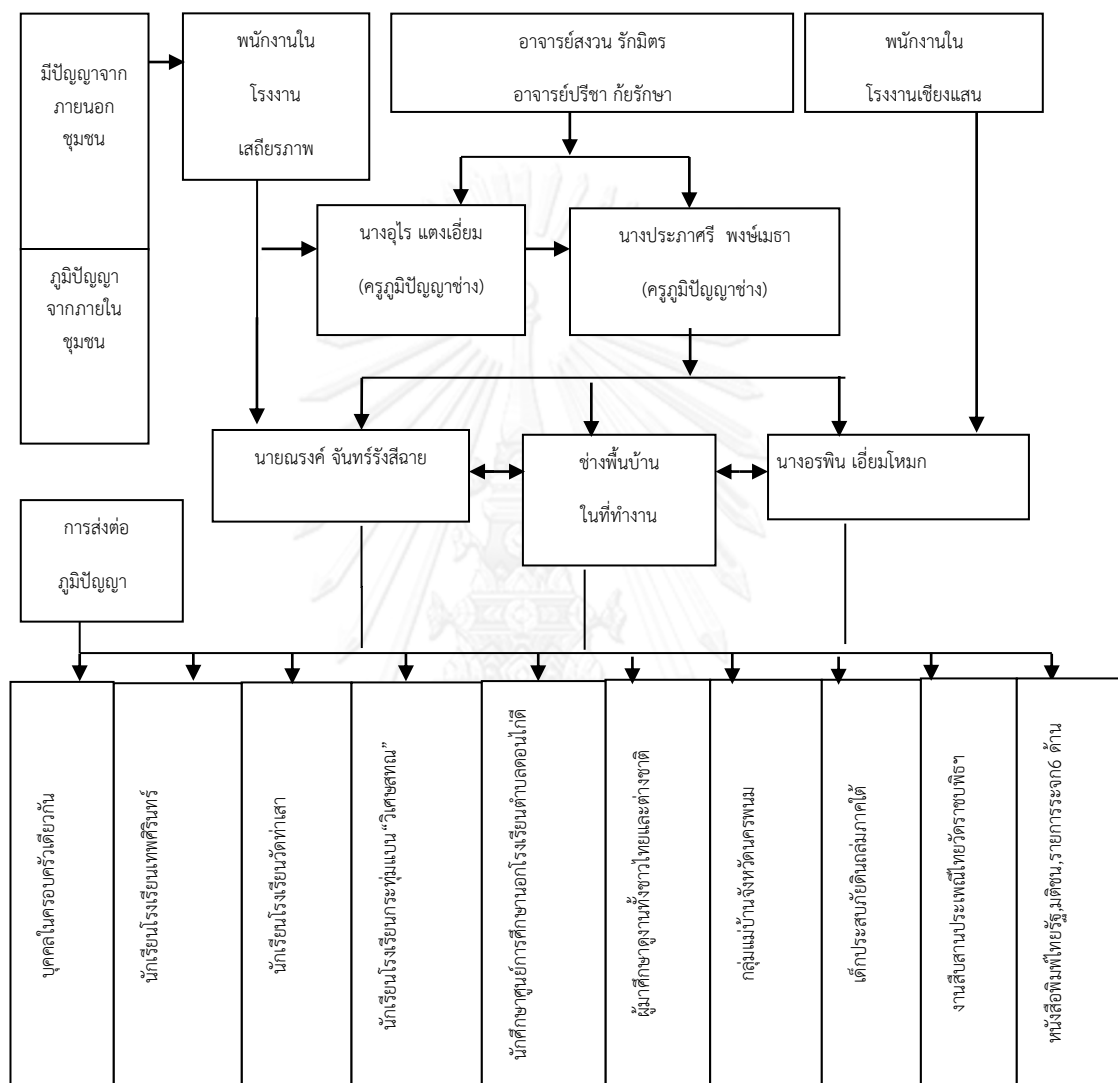 มีปัญญาจาก
ภายนอก
ชุมชน
พนักงานใน
โรงงาน
เสถียรภาพ
อาจารย์สงวน รักมิตร
อาจารย์ปรีชา ก้ยรักษา
พนักงานใน
โรงงานเชียงแสน
นางอุไร แตงเอี่ยม
(ครูภูมิปัญญาช่าง)
นางประภาศรี พงษ์เมธา
(ครูภูมิปัญญาช่าง)
ภูมิปัญญา
จากภายใน
ชุมชน
นายณรงค์ จันทร์รังสีฉาย
ช่างพื้นบ้าน
ในที่ทำงาน
นางอรพิน เอี่ยมโหมก
การส่งต่อ
ภูมิปัญญา
บุคคลในครอบครัวเดียวกัน
นักเรียนโรงเรียนเทพศิรินทร์
นักเรียนโรงเรียนวัดท่าเสา
นักเรียนโรงเรียนกระทุ่มแบน“วิเศษสทณ”
นักศึกษาศูนย์การศึกษานอกโรงเรียนตำบลดอนไก่ดี
ผู้มาศึกษาดูงานทั้งชาวไทยและต่างชาติ
กลุ่มแม่บ้านจังหวัดนครพนม
เด็กประสบภัยดินถล่มภาคใต้
งานสืบสานประเพณีไทยวัดราชบพิธฯ
หนังสือพิมพ์ไทยรัฐ,มติชน,รายการระจก6 ด้าน